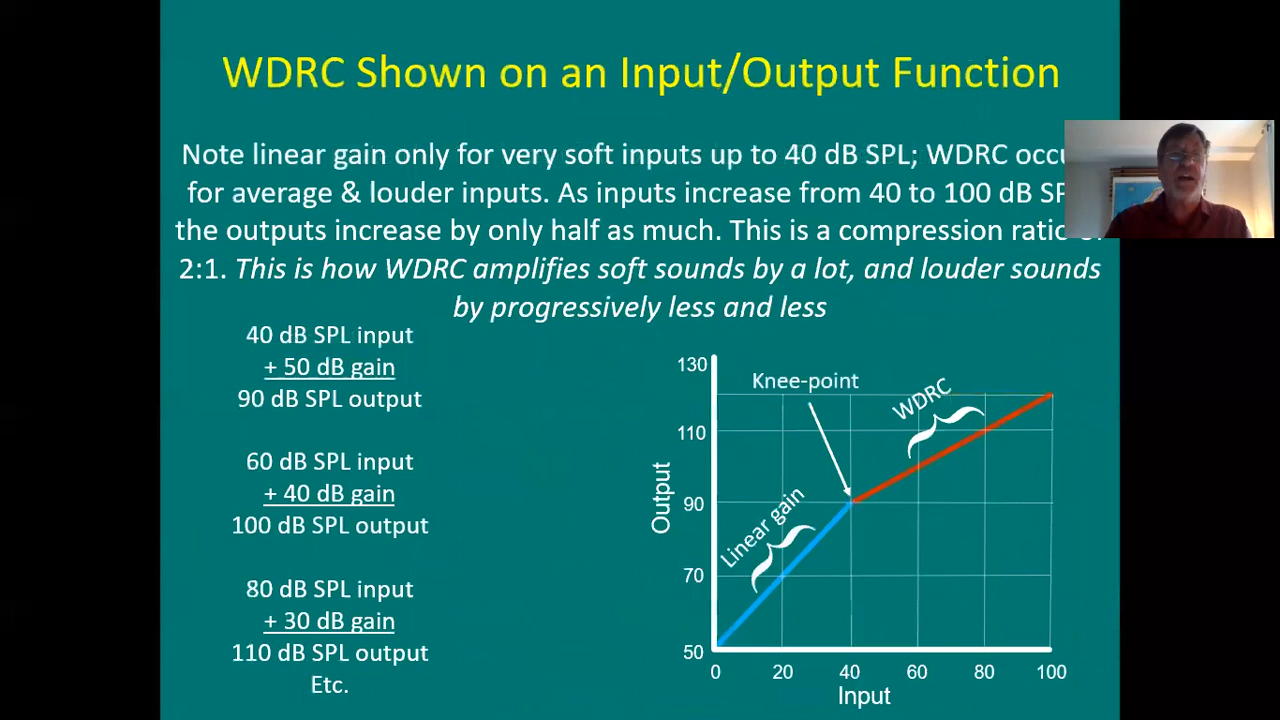 WDRC Shown on an Input/Output Function
Note linear gain only for very soft inputs up to 40 dB SPL; WDRC
for average & louder inputs. As inputs increase from 40 to 100 dB
the outputs increase by only half as much. This is a compression ratio
2:1. This is how WDRC amplifies soft sounds by a lot, and louder sounds
by progressively less and less
40 dB SPL input
+ 50 dB gain
90 dB SPL output
60 dB SPL input
+ 40 dB gain
100 dB SPL output
80 dB SPL input
+ 30 dB gain
110 dB SPL output
Etc.
130
110
90
70
50
Output
Knee-point
WDRC
Linear gain
0 20 40 60 80 100
Input